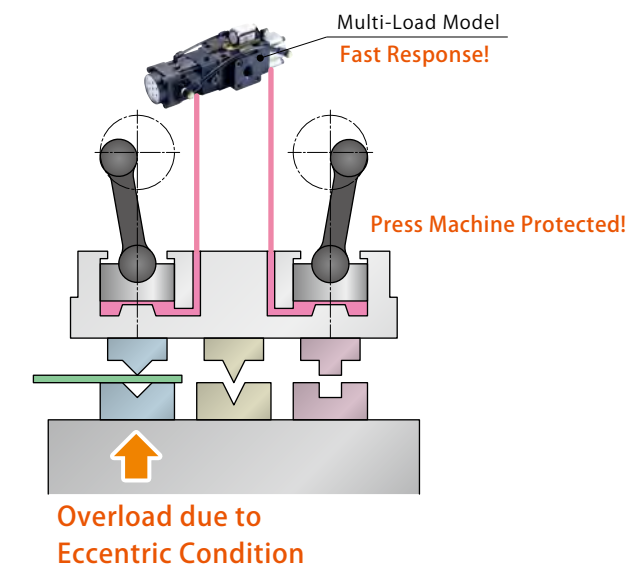 Multi-Load Model
Fast Response!
Press Machine Protected!
Overload due to
Eccentric Condition